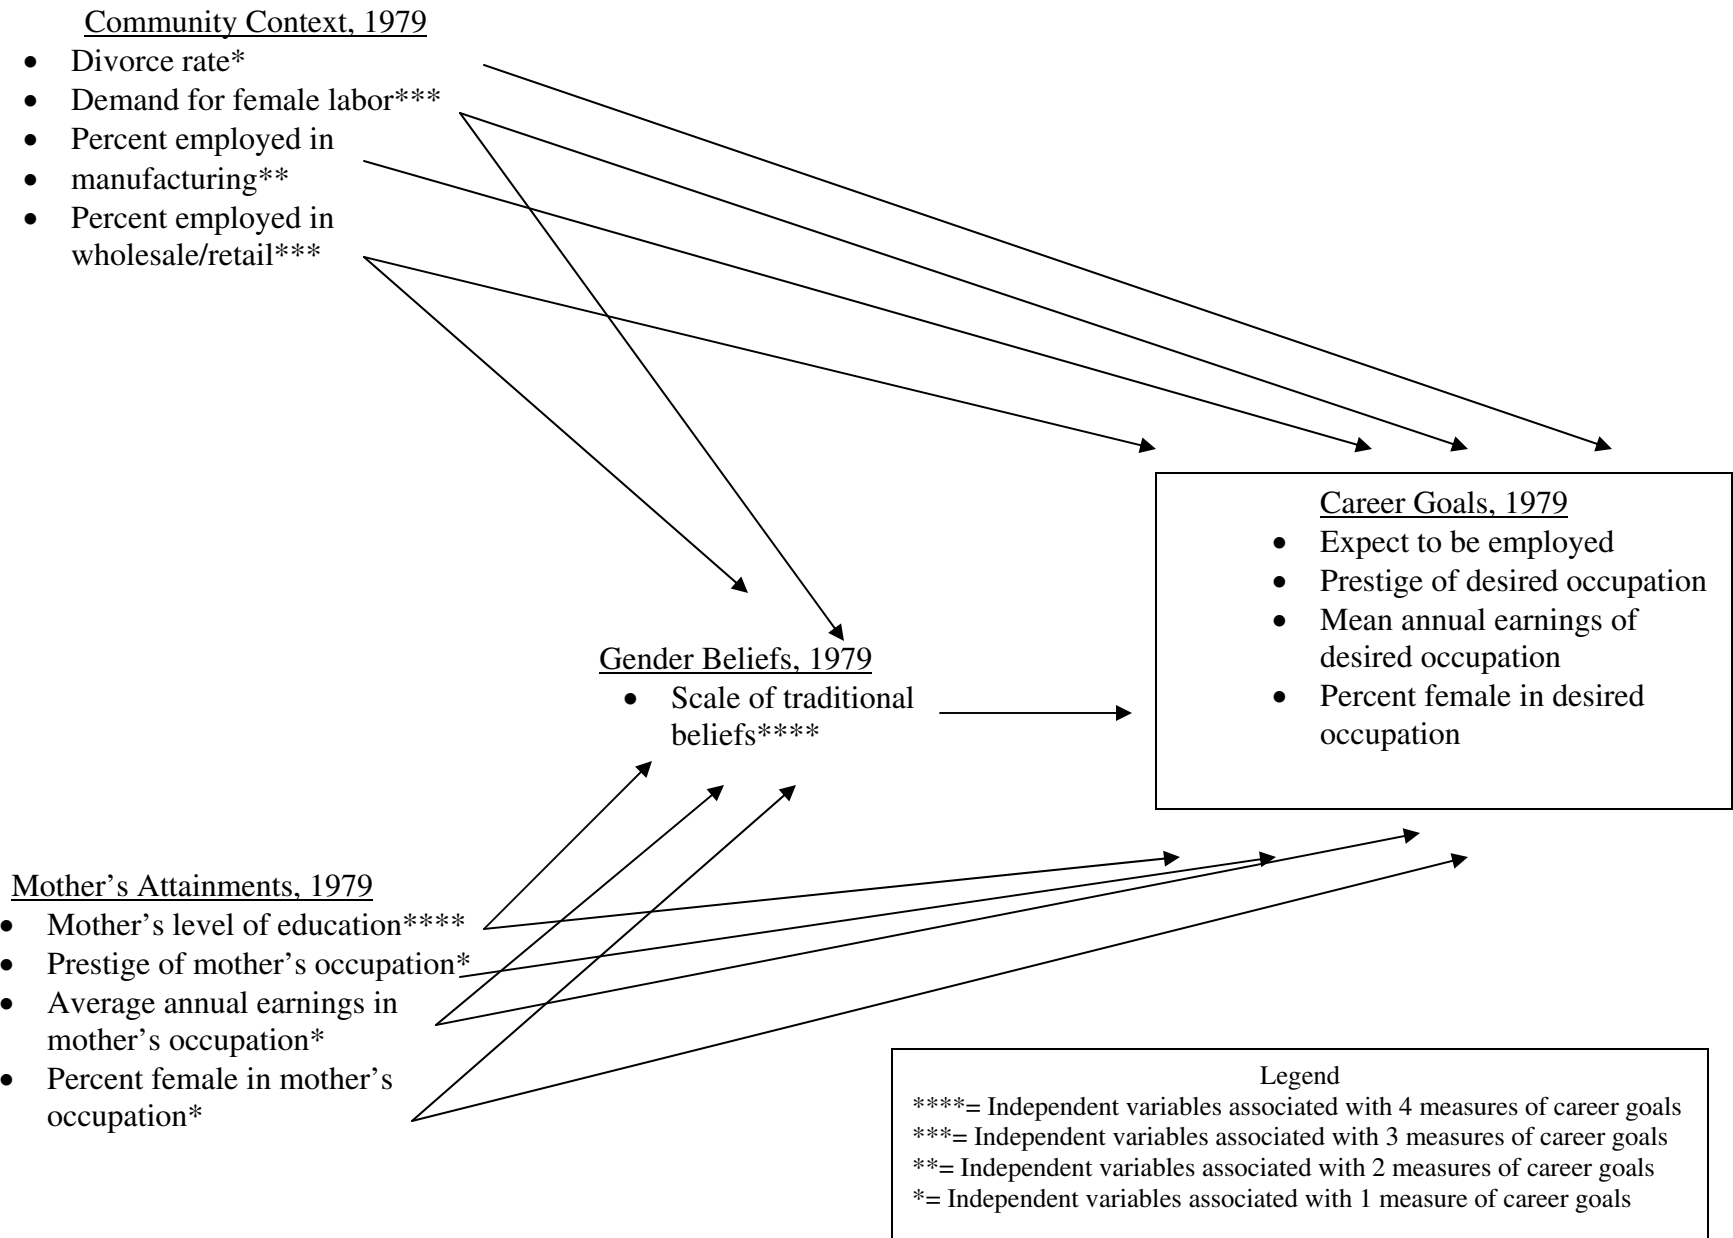 Community Context, 1979
• Divorce rate*
• Demand for female labor***
• Percent employed in
• manufacturing**
• Percent employed in
wholesale/retail***
Career Goals, 1979
• Expect to be employed
• Prestige of desired occupation
• Mean annual earnings of
desired occupation
• Percent female in desired
occupation
Gender Beliefs, 1979
• Scale of traditional
beliefs****
Mother’s Attainments, 1979
• Mother’s level of education****
• Prestige of mother’s occupation*
• Average annual earnings in
mother’s occupation*
• Percent female in mother’s
occupation*
Legend
****= Independent variables associated with 4 measures of career goals
***= Independent variables associated with 3 measures of career goals
**= Independent variables associated with 2 measures of career goals
*= Independent variables associated with 1 measure of career goals